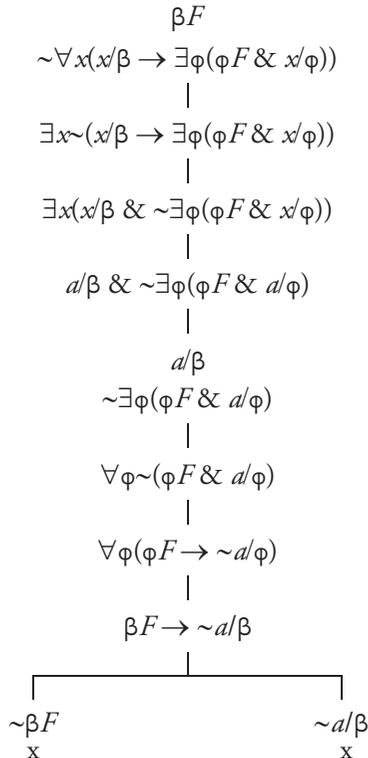 βF
~∀x(x/β → ∃φ(φF & x/φ))
∃x~(x/β → ∃φ(φF & x/φ))
∃x(x/β & ~∃φ(φF & x/φ))
a/β & ~∃φ(φF & a/φ)
a/β
~∃φ(φF & a/φ)
∀φ~(φF & a/φ)
∀φ(φF → ~a/φ)
βF → ~a/β
~βF ~a/β
x x